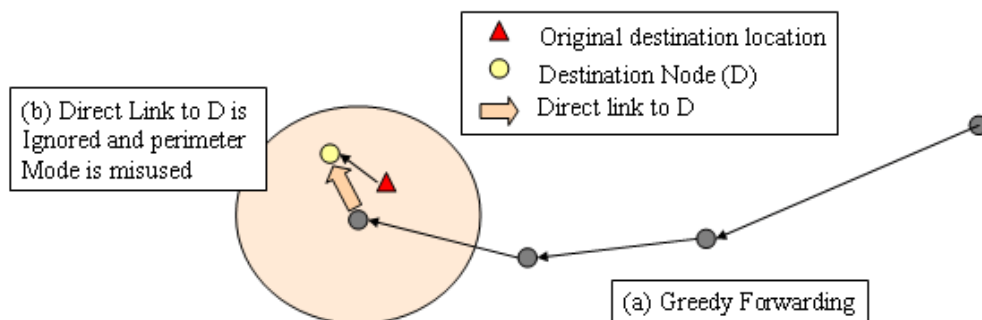 Original destination location
Destination Node (D)
Direct link to D
(b) Direct Link to D is
Ignored and perimeter
Mode is misused
(a) Greedy Forwarding